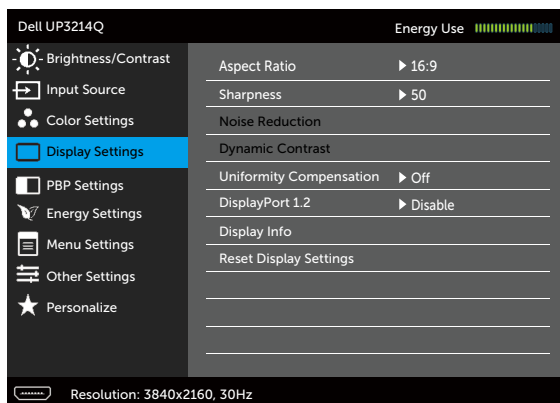 Dell UP3214Q Energy Use
Brightness/Contrast
Input Source
Color Settings
Display Settings
PBP Settings
Energy Settings
Menu Settings
Other Settings
Personalize
Aspect Ratio 16:9
Sharpness 50
Noise Reduction
Dynamic Contrast
Uniformity Compensation Off
DisplayPort 1.2 Disable
Display Info
Reset Display Settings
Resolution: 3840x2160, 30Hz